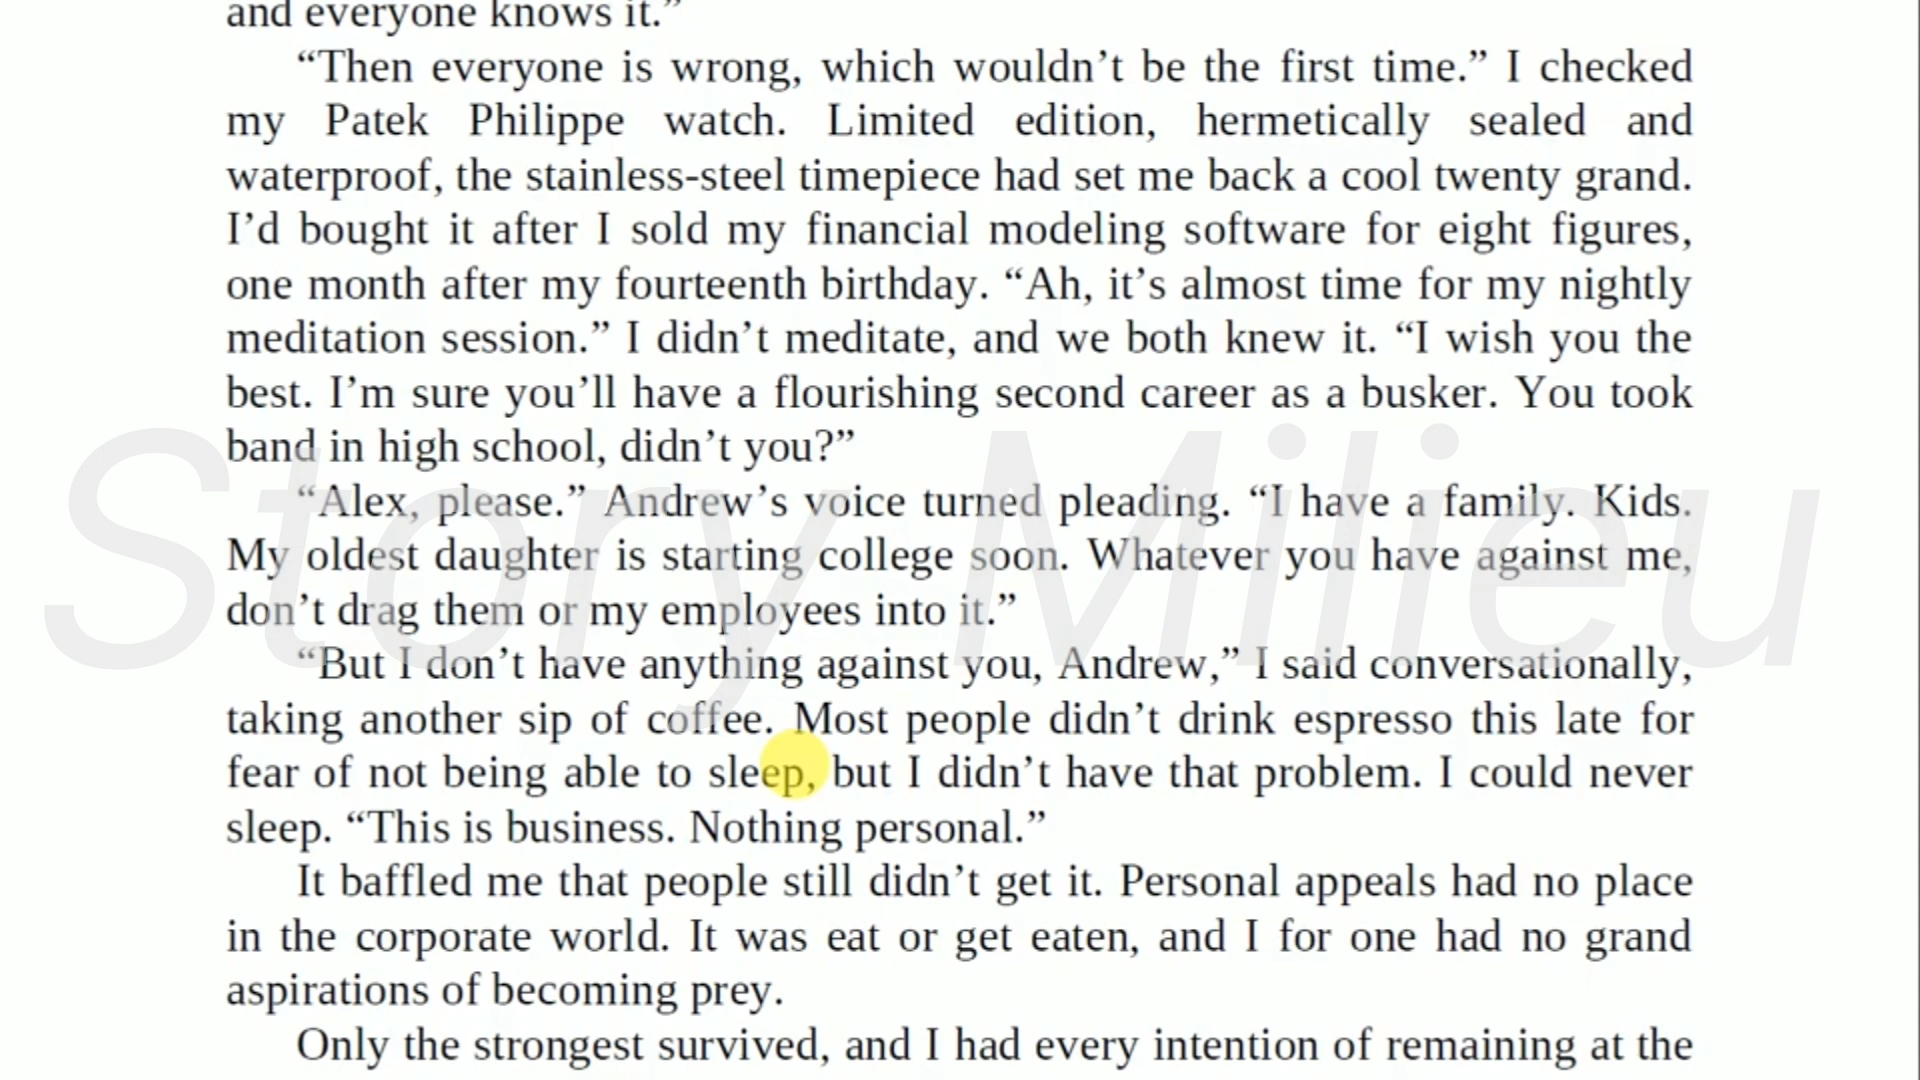 and everyone knows it.”
“Then everyone is wrong, which wouldn’t be the first time.” I checked
my Patek Philippe watch. Limited edition, hermetically sealed and
waterproof, the stainless-steel timepiece had set me back a cool twenty grand.
I’d bought it after I sold my financial modeling software for eight figures,
one month after my fourteenth birthday. “Ah, it’s almost time for my nightly
meditation session.” I didn’t meditate, and we both knew it. “I wish you the
best. I’m sure you’ll have a flourishing second career as a busker. You took
band in high school, didn’t you?”
“Alex, please.” Andrew’s voice turned pleading. “I have a family. Kids.
My oldest daughter is starting college soon. Whatever you have against me,
don’t drag them or my employees into it.”
“But I don’t have anything against you, Andrew,” I said conversationally,
taking another sip of coffee. Most people didn’t drink espresso this late for
fear of not being able to sleep, but I didn’t have that problem. I could never
sleep. “This is business. Nothing personal.”
It baffled me that people still didn’t get it. Personal appeals had no place
in the corporate world. It was eat or get eaten, and I for one had no grand
aspirations of becoming prey.
Only the strongest survived, and I had every intention of remaining at the
Story Milieu